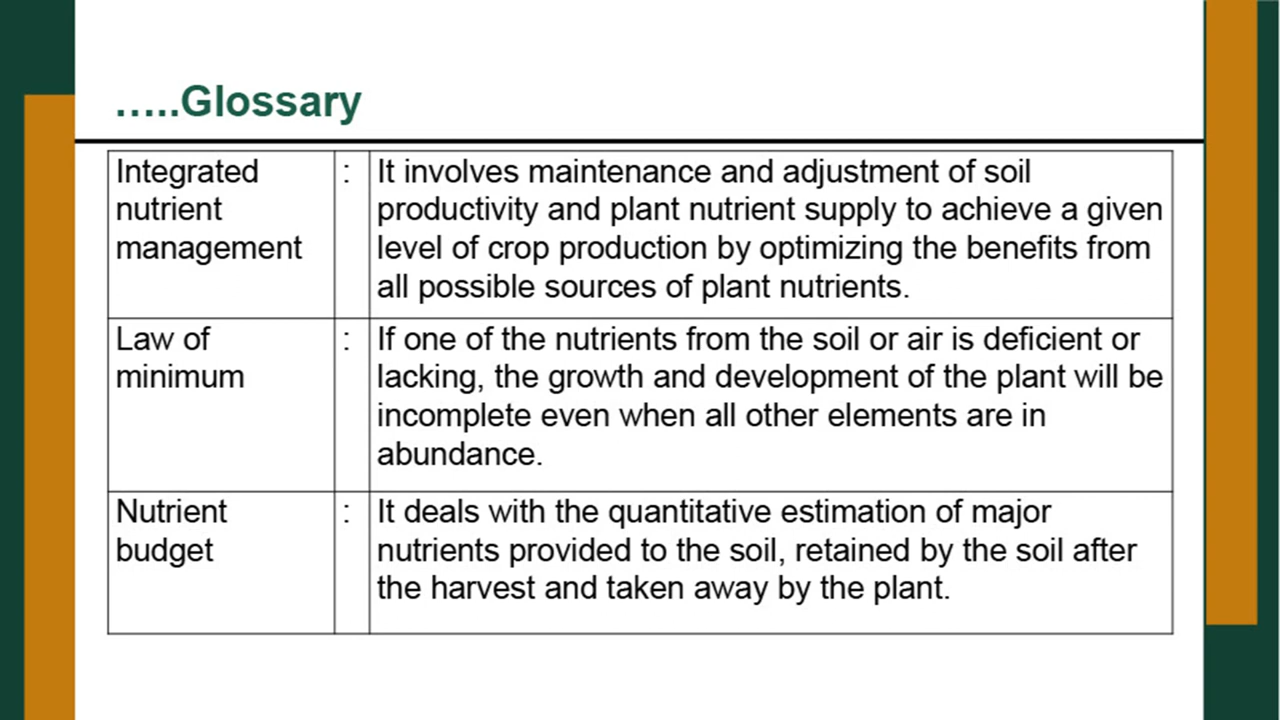 …..Glossary
Integrated nutrient management : It involves maintenance and adjustment of soil
productivity and plant nutrient supply to achieve a given
level of crop production by optimizing the benefits from
all possible sources of plant nutrients.
Law of minimum : If one of the nutrients from the soil or air is deficient or
lacking, the growth and development of the plant will be
incomplete even when all other elements are in
abundance.
Nutrient budget : It deals with the quantitative estimation of major
nutrients provided to the soil, retained by the soil after
the harvest and taken away by the plant.